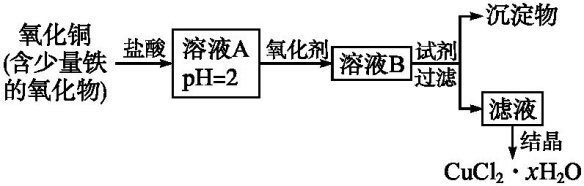 氧化铜
(含少量铁
的氧化物)
盐酸
溶液A
pH=2
氧化剂
溶液B
试剂
过滤
沉淀物
滤液
结晶
CuCl₂·xH₂O